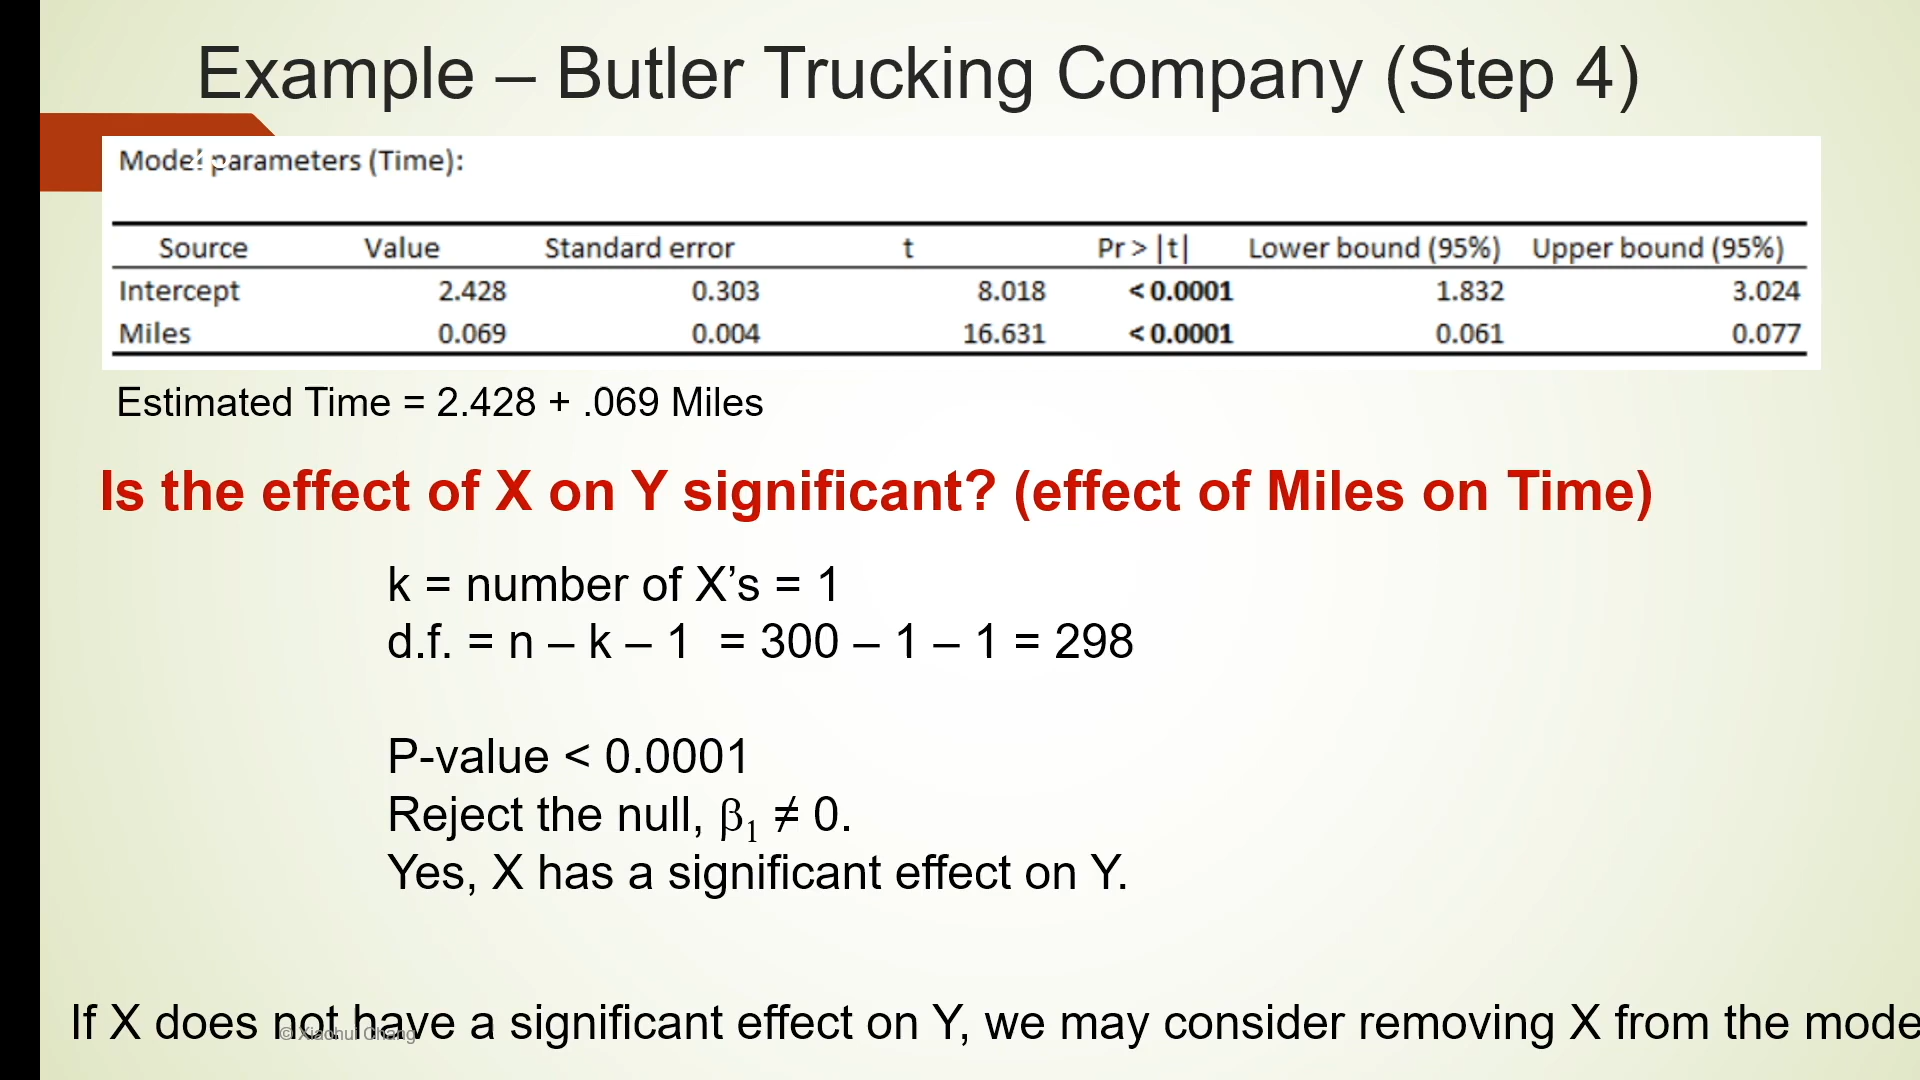 Example – Butler Trucking Company (Step 4)
Model parameters (Time):
Source Value Standard error t Pr > |t| Lower bound (95%) Upper bound (95%)
Intercept 2.428 0.303 8.018 < 0.0001 1.832 3.024
Miles 0.069 0.004 16.631 < 0.0001 0.061 0.077
Estimated Time = 2.428 + .069 Miles
Is the effect of X on Y significant? (effect of Miles on Time)
k = number of X’s = 1
d.f. = n – k – 1 = 300 – 1 – 1 = 298
P-value < 0.0001
Reject the null, β₁ ≠ 0.
Yes, X has a significant effect on Y.
If X does not have a significant effect on Y, we may consider removing X from the mode
© Xiaohui Chang